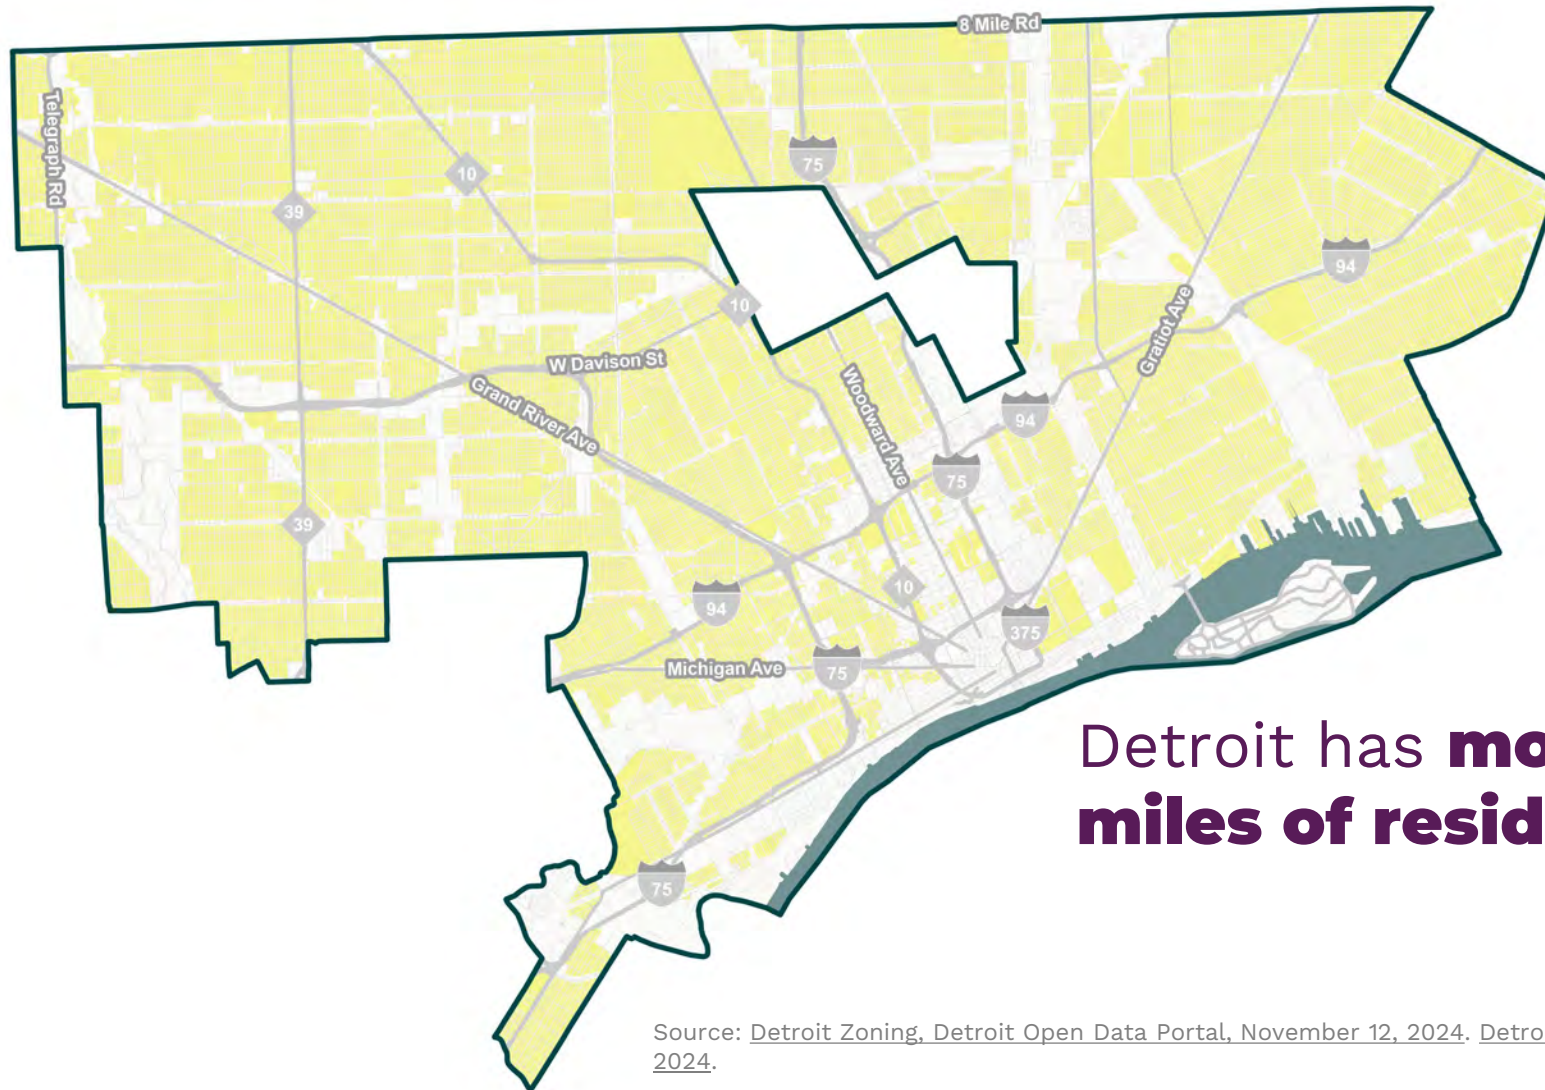 8 Mile Rd
Telegraph Rd
75
10
39
94
10
Gratiot Ave
W Davison St
Woodward Ave
Grand River Ave
94
75
39
10
94
375
Michigan Ave
75
Detroit has mo
miles of resid
75
Source: Detroit Zoning, Detroit Open Data Portal, November 12, 2024. Detro
2024.